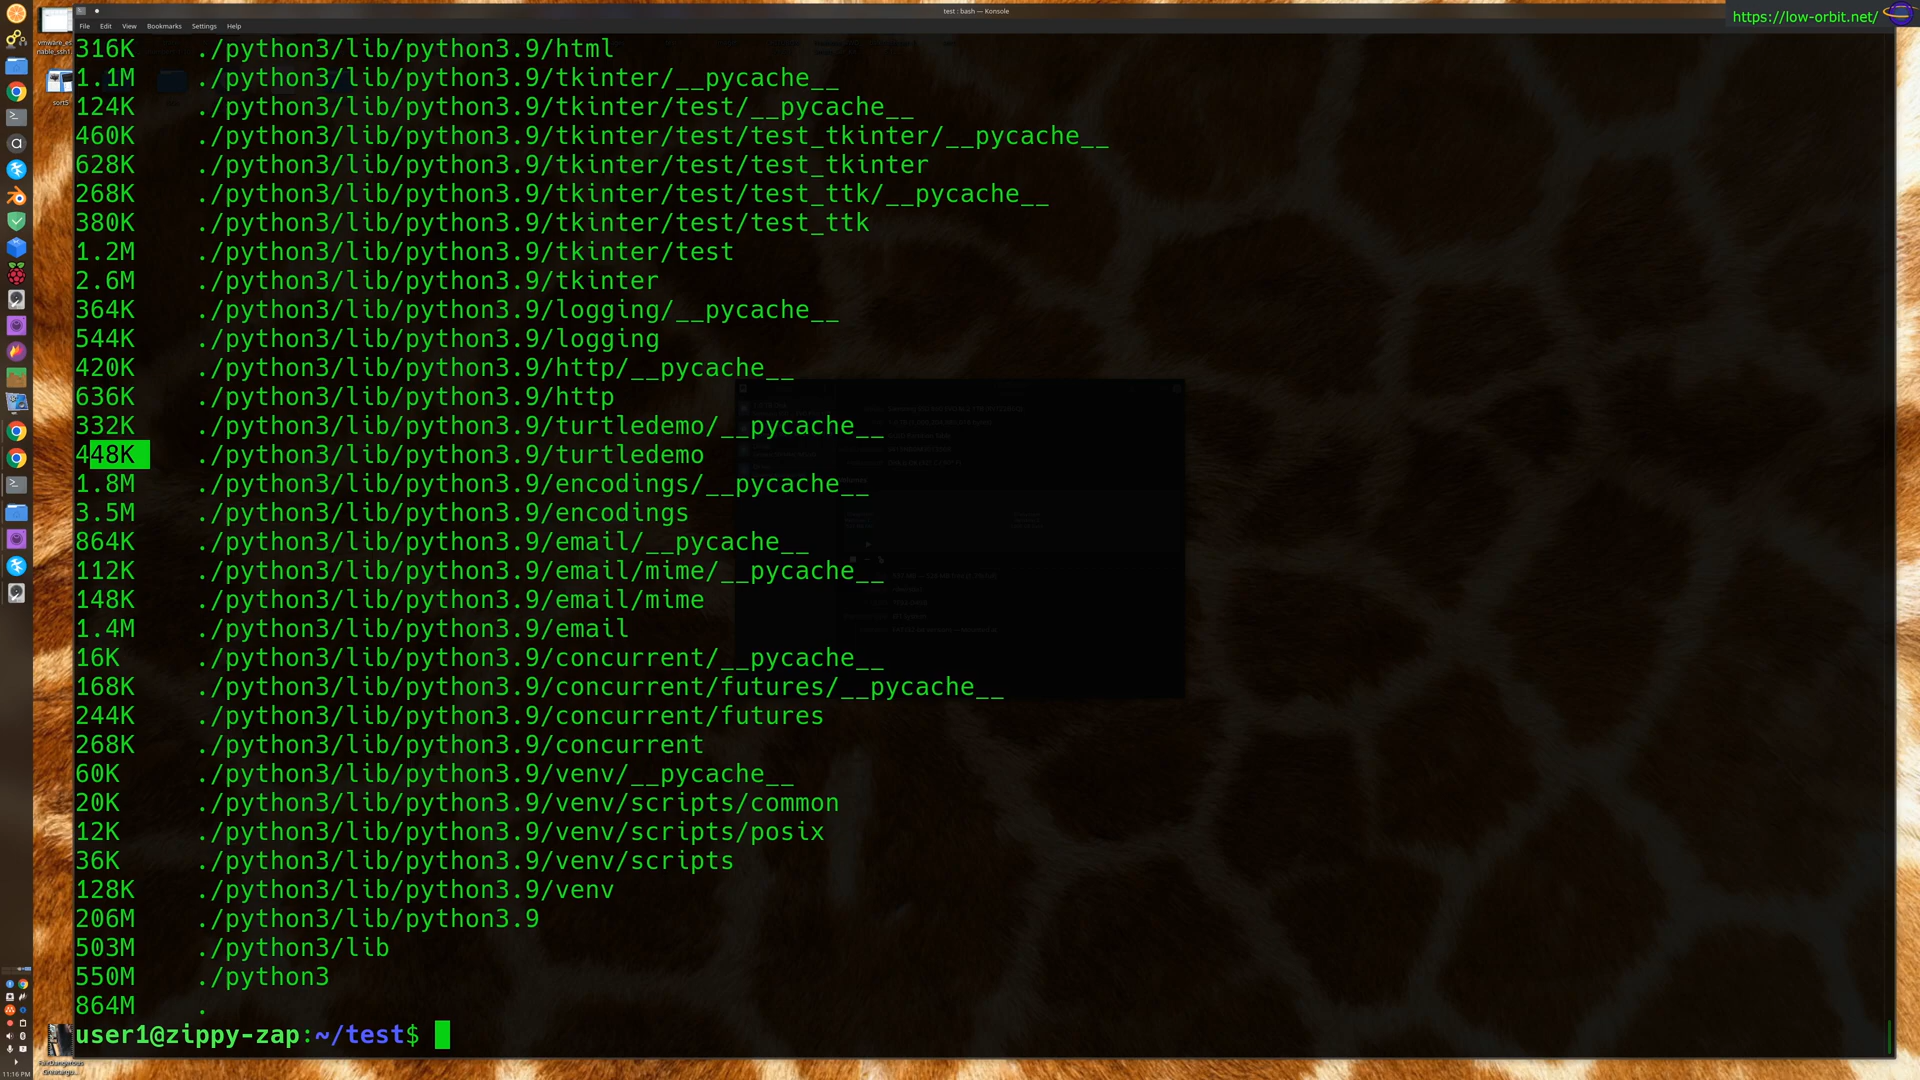 test : bash — Konsole
https://low-orbit.net/
File Edit View Bookmarks Settings Help
316K ./python3/lib/python3.9/html
1.1M ./python3/lib/python3.9/tkinter/__pycache__
124K ./python3/lib/python3.9/tkinter/test/__pycache__
460K ./python3/lib/python3.9/tkinter/test/test_tkinter/__pycache__
628K ./python3/lib/python3.9/tkinter/test/test_tkinter
268K ./python3/lib/python3.9/tkinter/test/test_ttk/__pycache__
380K ./python3/lib/python3.9/tkinter/test/test_ttk
1.2M ./python3/lib/python3.9/tkinter/test
2.6M ./python3/lib/python3.9/tkinter
364K ./python3/lib/python3.9/logging/__pycache__
544K ./python3/lib/python3.9/logging
420K ./python3/lib/python3.9/http/__pycache__
636K ./python3/lib/python3.9/http
332K ./python3/lib/python3.9/turtledemo/__pycache__
448K ./python3/lib/python3.9/turtledemo
1.8M ./python3/lib/python3.9/encodings/__pycache__
3.5M ./python3/lib/python3.9/encodings
864K ./python3/lib/python3.9/email/__pycache__
112K ./python3/lib/python3.9/email/mime/__pycache__
148K ./python3/lib/python3.9/email/mime
1.4M ./python3/lib/python3.9/email
16K ./python3/lib/python3.9/concurrent/__pycache__
168K ./python3/lib/python3.9/concurrent/futures/__pycache__
244K ./python3/lib/python3.9/concurrent/futures
268K ./python3/lib/python3.9/concurrent
60K ./python3/lib/python3.9/venv/__pycache__
20K ./python3/lib/python3.9/venv/scripts/common
12K ./python3/lib/python3.9/venv/scripts/posix
36K ./python3/lib/python3.9/venv/scripts
128K ./python3/lib/python3.9/venv
206M ./python3/lib/python3.9
503M ./python3/lib
550M ./python3
864M .
user1@zippy-zap:~/test$
11:16 PM